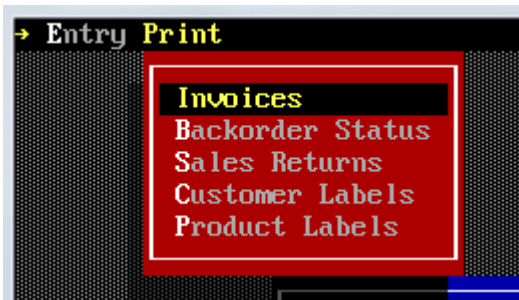 → Entry Print
Invoices
Backorder Status
Sales Returns
Customer Labels
Product Labels